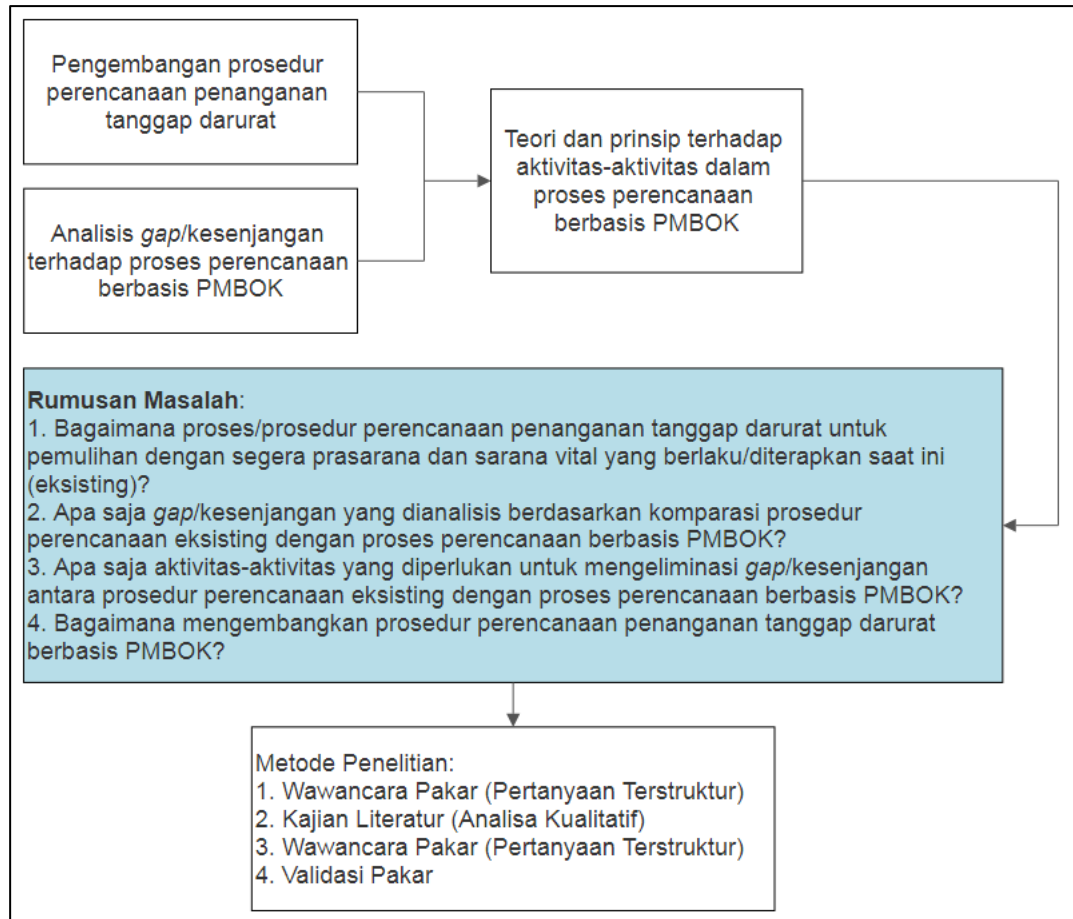 Pengembangan prosedur
perencanaan penanganan
tanggap darurat
Analisis gap/kesenjangan
terhadap proses perencanaan
berbasis PMBOK
Teori dan prinsip terhadap
aktivitas-aktivitas dalam
proses perencanaan
berbasis PMBOK
Rumusan Masalah:
1. Bagaimana proses/prosedur perencanaan penanganan tanggap darurat untuk
pemulihan dengan segera prasarana dan sarana vital yang berlaku/diterapkan saat ini
(eksisting)?
2. Apa saja gap/kesenjangan yang dianalisis berdasarkan komparasi prosedur
perencanaan eksisting dengan proses perencanaan berbasis PMBOK?
3. Apa saja aktivitas-aktivitas yang diperlukan untuk mengeliminasi gap/kesenjangan
antara prosedur perencanaan eksisting dengan proses perencanaan berbasis PMBOK?
4. Bagaimana mengembangkan prosedur perencanaan penanganan tanggap darurat
berbasis PMBOK?
Metode Penelitian:
1. Wawancara Pakar (Pertanyaan Terstruktur)
2. Kajian Literatur (Analisa Kualitatif)
3. Wawancara Pakar (Pertanyaan Terstruktur)
4. Validasi Pakar